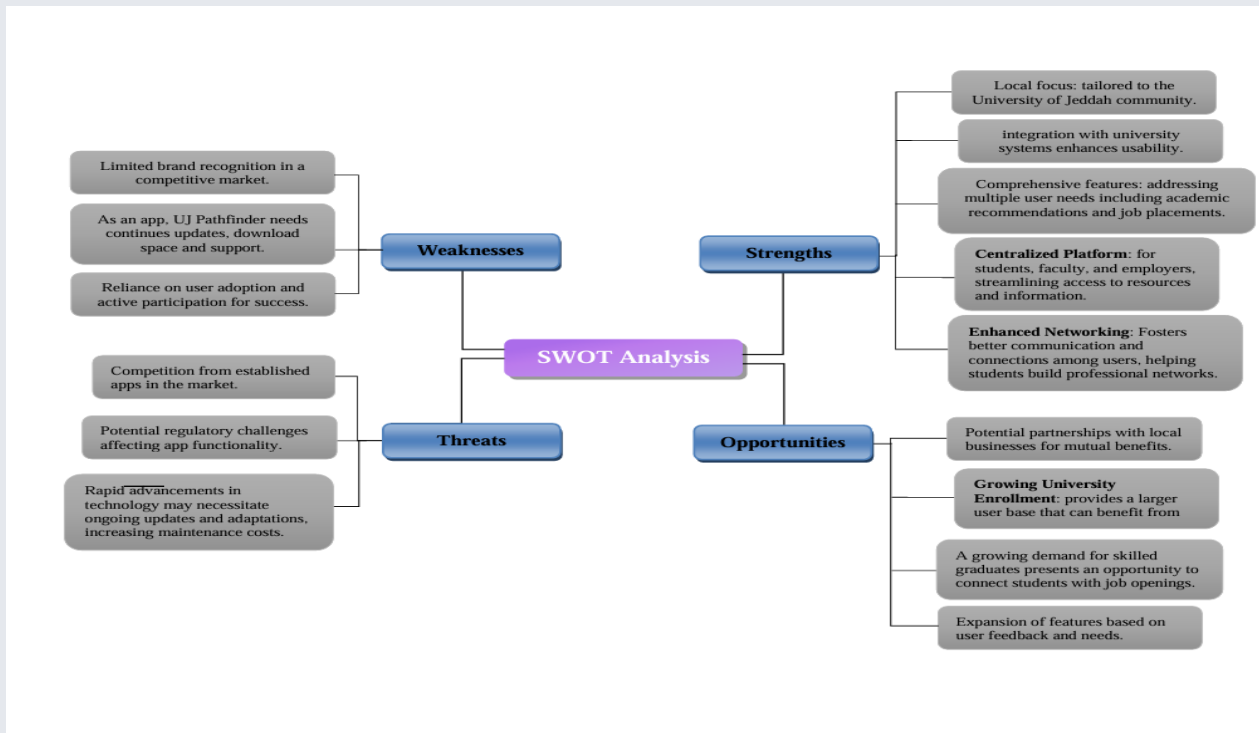 SWOT Analysis
Weaknesses
Limited brand recognition in a
competitive market.
As an app, UJ Pathfinder needs
continues updates, download
space and support.
Reliance on user adoption and
active participation for success.
Threats
Competition from established
apps in the market.
Potential regulatory challenges
affecting app functionality.
Rapid advancements in
technology may necessitate
ongoing updates and adaptations,
increasing maintenance costs.
Strengths
Local focus: tailored to the
University of Jeddah community.
integration with university
systems enhances usability.
Comprehensive features: addressing
multiple user needs including academic
recommendations and job placements.
Centralized Platform: for
students, faculty, and employers,
streamlining access to resources
and information.
Enhanced Networking: Fosters
better communication and
connections among users, helping
students build professional networks.
Opportunities
Potential partnerships with local
businesses for mutual benefits.
Growing University
Enrollment: provides a larger
user base that can benefit from
A growing demand for skilled
graduates presents an opportunity to
connect students with job openings.
Expansion of features based on
user feedback and needs.